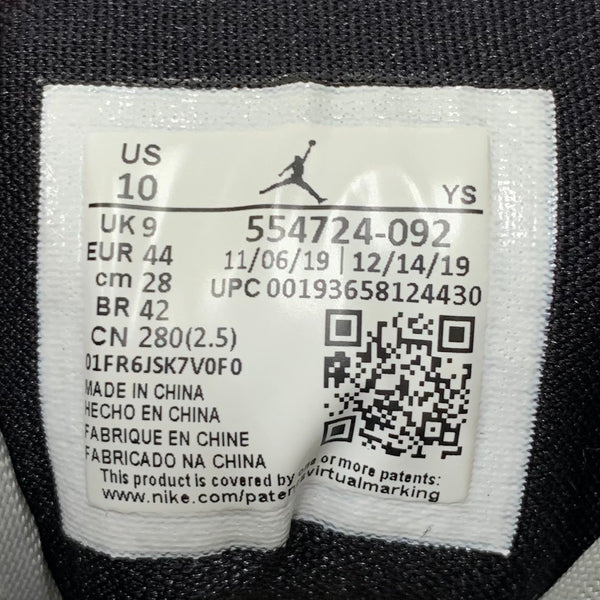 US
10
YS
UK 9
EUR 44
cm 28
BR 42
CN 280(2.5)
554724-092
11/06/19 | 12/14/19
UPC 00193658124430
01FR6JSK7V0F0
MADE IN CHINA
HECHO EN CHINA
FABRIQUE EN CHINE
FABRICADO NA CHINA
This product is covered by one or more patents:
www.nike.com/patents/virtualmarking